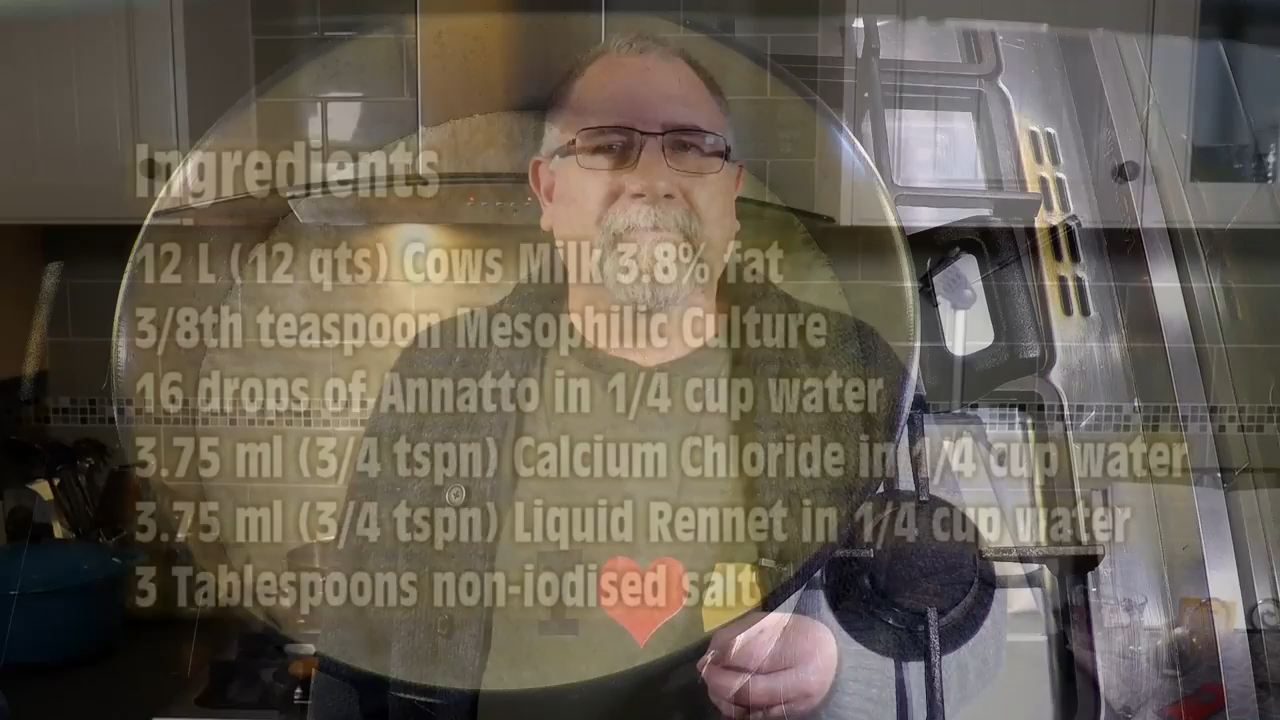 Ingredients
12 L (12 qts) Cows Milk 3.8% fat
3/8th teaspoon Mesophilic Culture
16 drops of Annatto in 1/4 cup water
3.75 ml (3/4 tspn) Calcium Chloride in 1/4 cup water
3.75 ml (3/4 tspn) Liquid Rennet in 1/4 cup water
3 Tablespoons non-iodised salt
I